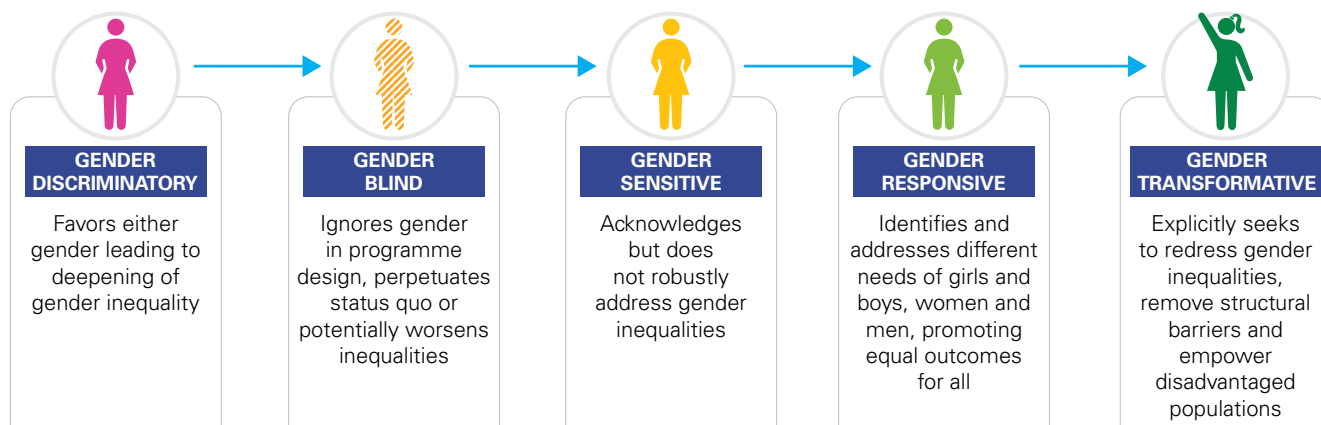 GENDER
DISCRIMINATORY
Favors either
gender leading to
deepening of
gender inequality
GENDER
BLIND
Ignores gender
in programme
design, perpetuates
status quo or
potentially worsens
inequalities
GENDER
SENSITIVE
Acknowledges
but does
not robustly
address gender
inequalities
GENDER
RESPONSIVE
Identifies and
addresses different
needs of girls and
boys, women and
men, promoting
equal outcomes
for all
GENDER
TRANSFORMATIVE
Explicitly seeks
to redress gender
inequalities,
remove structural
barriers and
empower
disadvantaged
populations